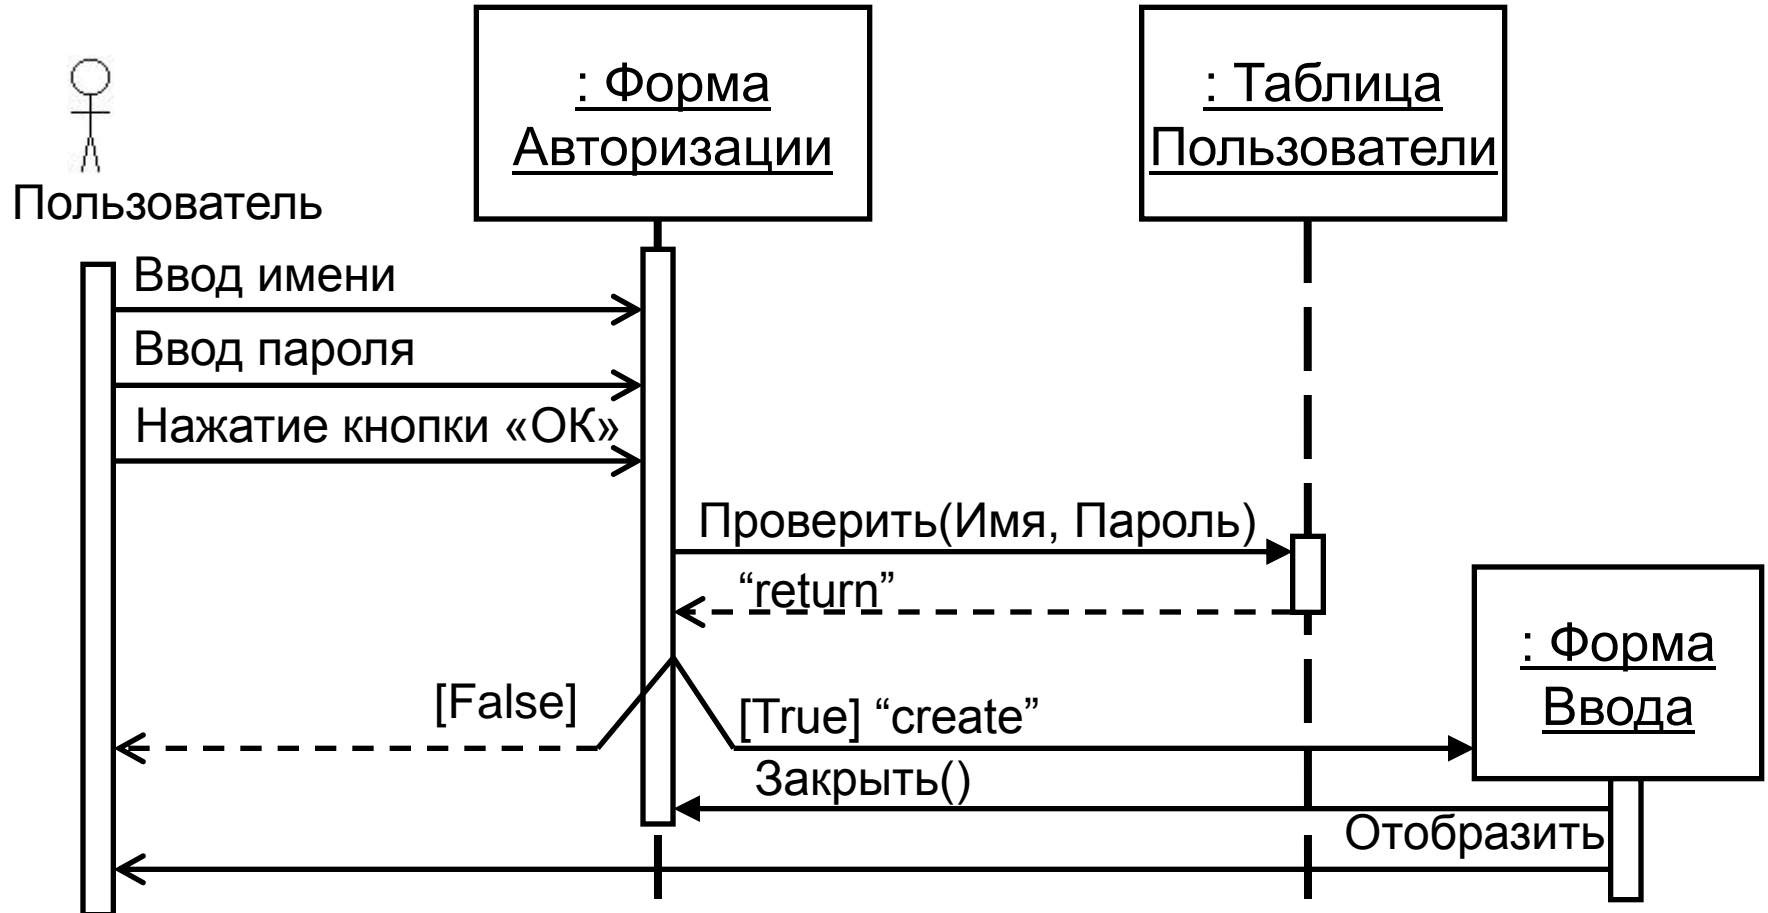 : Форма
Авторизации
: Таблица
Пользователи
Пользователь
Ввод имени
Ввод пароля
Нажатие кнопки «ОК»
Проверить(Имя, Пароль)
“return”
: Форма
Ввода
[False]
[True] “create”
Закрыть()
Отобразить